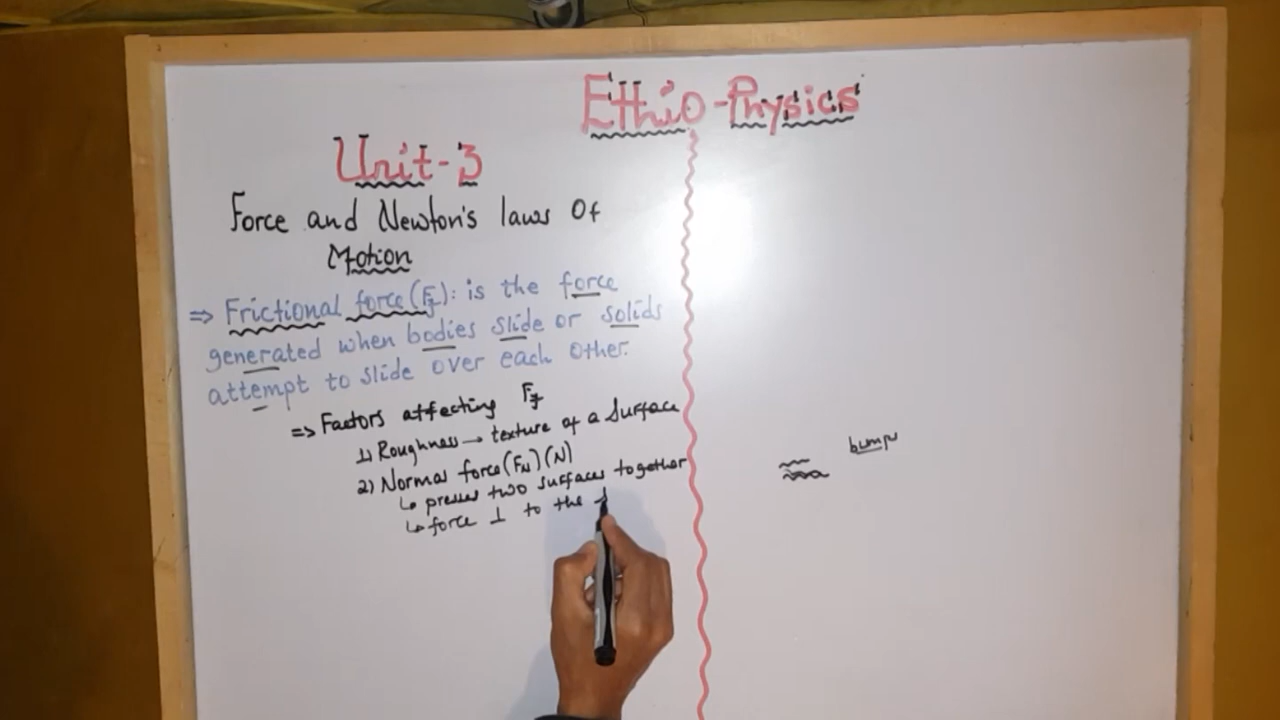 Ethio-Physics
Unit-3
Force and Newton's laws Of
Motion
⇒ Frictional force(Ff): is the force
generated when bodies slide or solids
attempt to slide over each Other.
=> Factors affecting Ff
1) Roughness → texture of a Surface
2) Normal force(FN)(N)
↳ presses two surfaces together
↳ force ⊥ to the
bumps